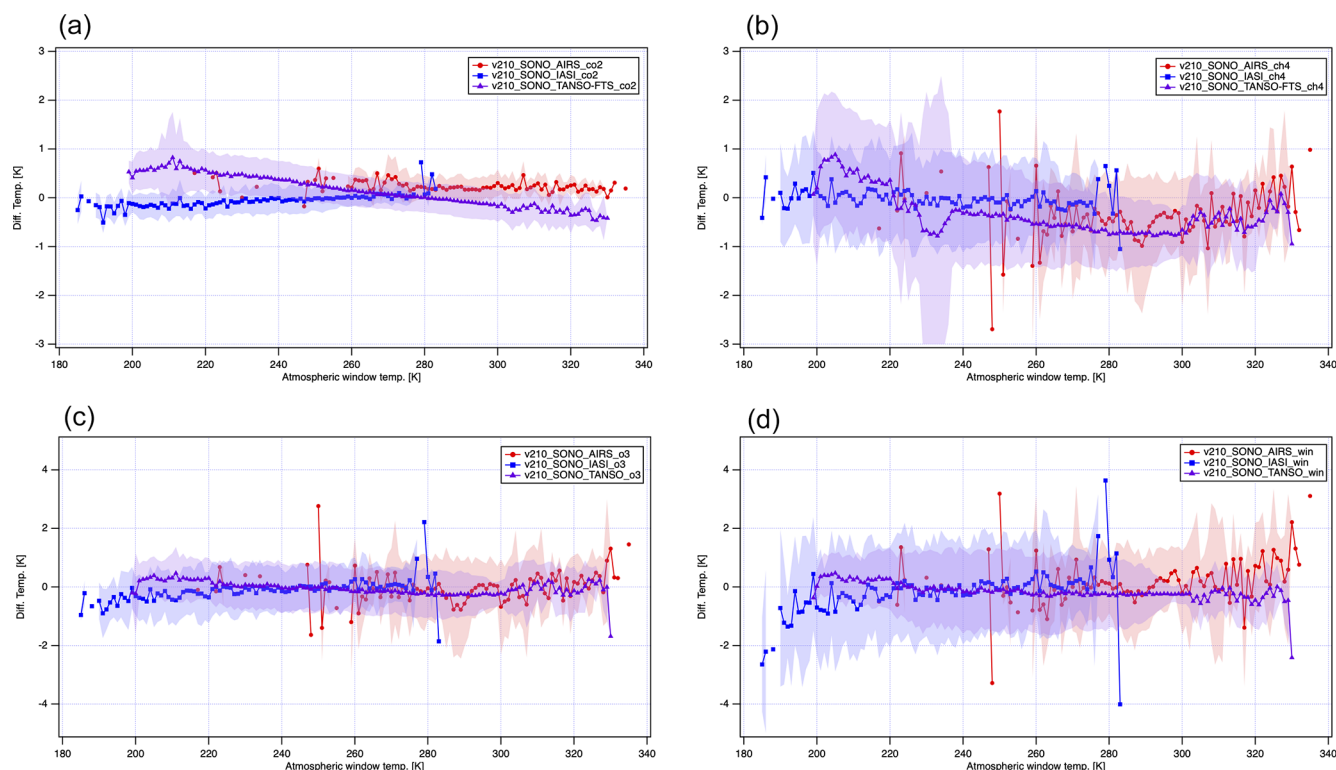 (a)
3
2
1
0
-1
-2
-3
Diff. Temp. [K]
v210_SONO_AIRS_co2
v210_SONO_IASI_co2
v210_SONO_TANSO-FTS_co2
180 200 220 240 260 280 300 320 340
Atmospheric window temp. [K]
(b)
3
2
1
0
-1
-2
-3
Diff. Temp. [K]
v210_SONO_AIRS_ch4
v210_SONO_IASI_ch4
v210_SONO_TANSO-FTS_ch4
180 200 220 240 260 280 300 320 340
Atmospheric window temp. [K]
(c)
4
2
0
-2
-4
Diff. Temp. [K]
v210_SONO_AIRS_o3
v210_SONO_IASI_o3
v210_SONO_TANSO_o3
180 200 220 240 260 280 300 320 340
Atmospheric window temp. [K]
(d)
4
2
0
-2
-4
Diff. Temp. [K]
v210_SONO_AIRS_win
v210_SONO_IASI_win
v210_SONO_TANSO_win
180 200 220 240 260 280 300 320 340
Atmospheric window temp. [K]